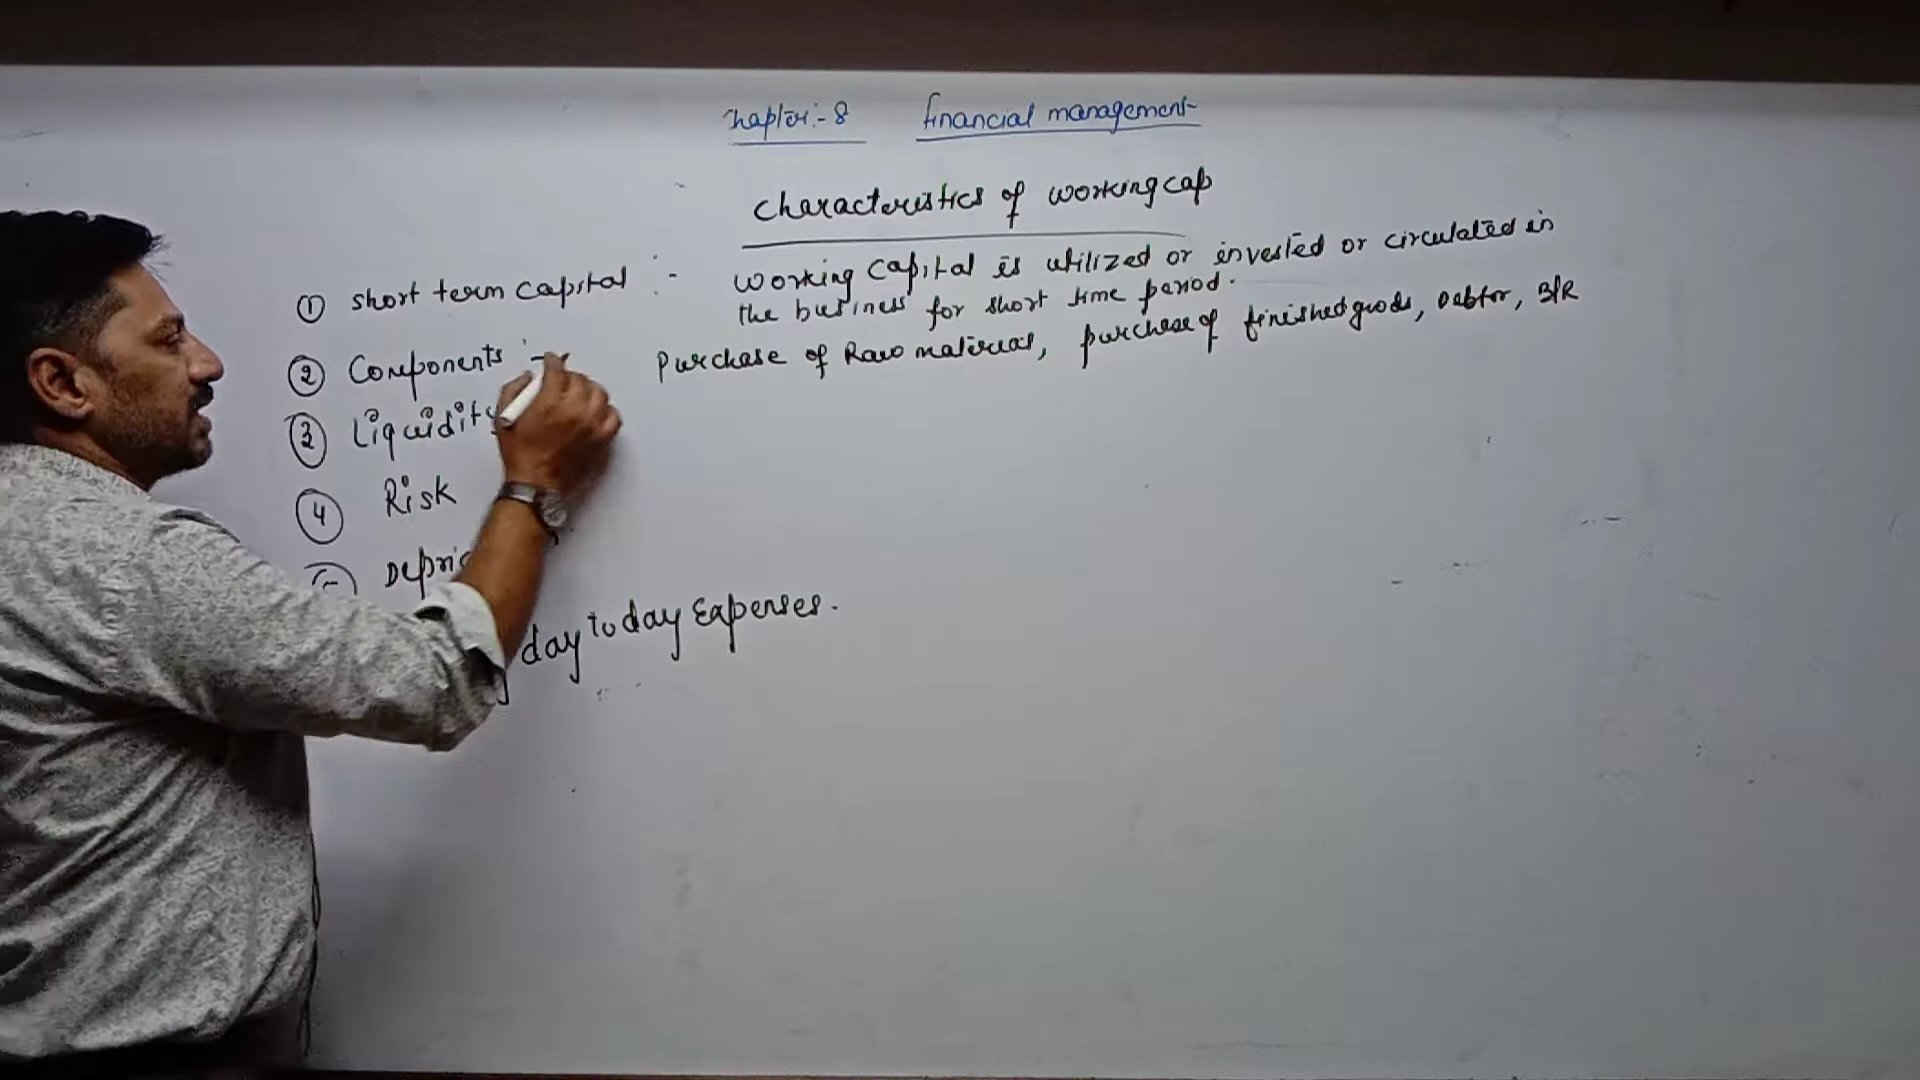 Chapter:- 8 financial management
Characteristics of working cap
① short term capital :- working capital is utilized or invested or circulated in
the business for short time period.
② Components :- Purchase of Raw material, purchase of finished goods, Debtor, B/R
③ Liquidity
④ Risk
Depri
day to day Expenses.